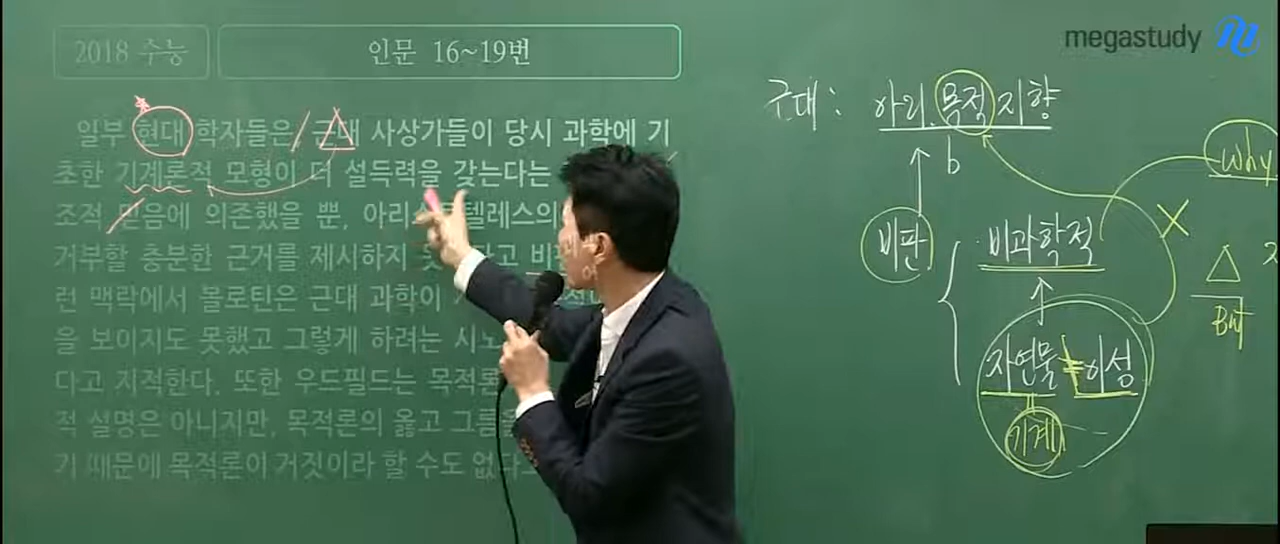 2018 수능
인문 16~19번
megastudy
일부 현대 학자들은 근대 사상가들이 당시 과학에 기
초한 기계론적 모형이 더 설득력을 갖는다는
조적 믿음에 의존했을 뿐, 아리스토텔레스의
거부할 충분한 근거를 제시하지
런 맥락에서 볼로틴은 근대 과학이
을 보이지도 못했고 그렇게 하려는
다고 지적한다. 또한 우드필드는
적 설명은 아니지만, 목적론의 옳고 그름을
기 때문에 목적론이 거짓이라 할 수도
근대: 아리. 목적 지향
b
Why
비판
비과학적
X
△
But
자연물 이성
기계